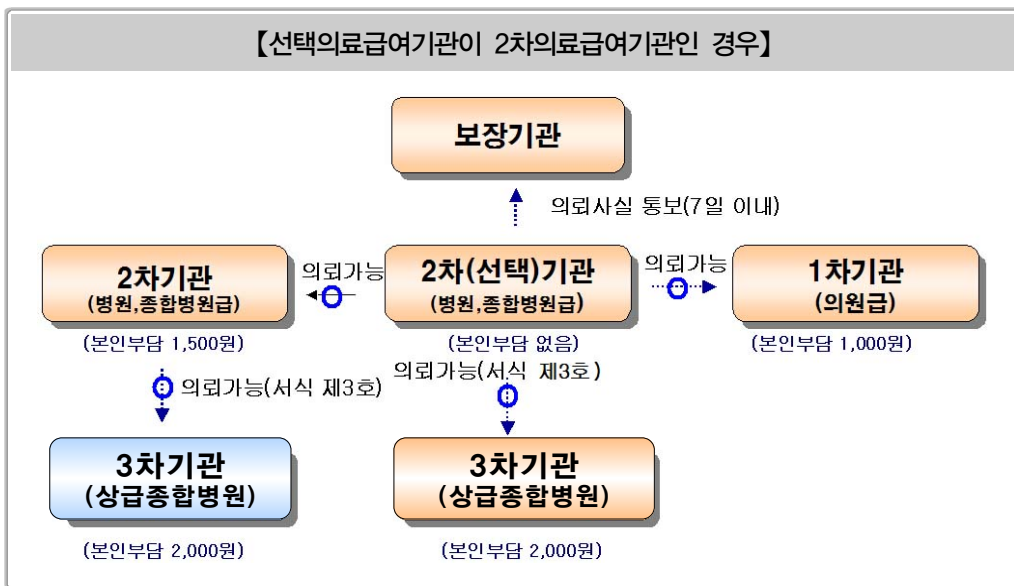 【선택의료급여기관이 2차의료급여기관인 경우】
보장기관
의뢰사실 통보(7일 이내)
2차기관
(병원,종합병원급)
의뢰가능
2차(선택)기관
(병원,종합병원급)
의뢰가능
1차기관
(의원급)
(본인부담 1,500원)
(본인부담 없음)
(본인부담 1,000원)
의뢰가능(서식 제3호)
의뢰가능(서식 제3호)
3차기관
(상급종합병원)
3차기관
(상급종합병원)
(본인부담 2,000원)
(본인부담 2,000원)